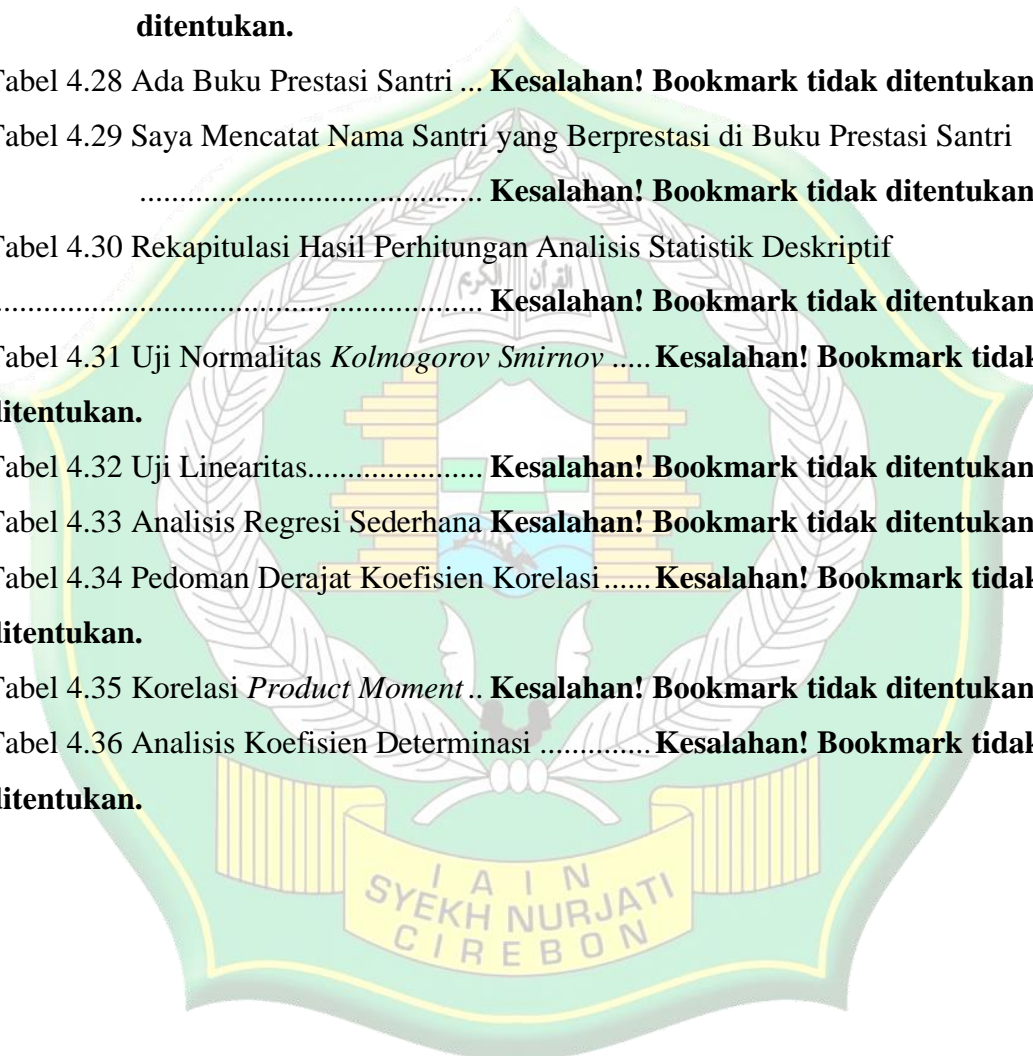 ditentukan.
Tabel 4.28 Ada Buku Prestasi Santri ... Kesalahan! Bookmark tidak ditentukan
Tabel 4.29 Saya Mencatat Nama Santri yang Berprestasi di Buku Prestasi Santri
.......................................... Kesalahan! Bookmark tidak ditentukan
Tabel 4.30 Rekapitulasi Hasil Perhitungan Analisis Statistik Deskriptif
............................................................ Kesalahan! Bookmark tidak ditentukan
Tabel 4.31 Uji Normalitas Kolmogorov Smirnov ..... Kesalahan! Bookmark tidak
ditentukan.
Tabel 4.32 Uji Linearitas...................... Kesalahan! Bookmark tidak ditentukan
Tabel 4.33 Analisis Regresi Sederhana Kesalahan! Bookmark tidak ditentukan
Tabel 4.34 Pedoman Derajat Koefisien Korelasi ...... Kesalahan! Bookmark tidak
ditentukan.
Tabel 4.35 Korelasi Product Moment .. Kesalahan! Bookmark tidak ditentukan
Tabel 4.36 Analisis Koefisien Determinasi .............. Kesalahan! Bookmark tidak
ditentukan.
القرآن الكريم
IAIN
SYEKH NURJATI
CIREBON